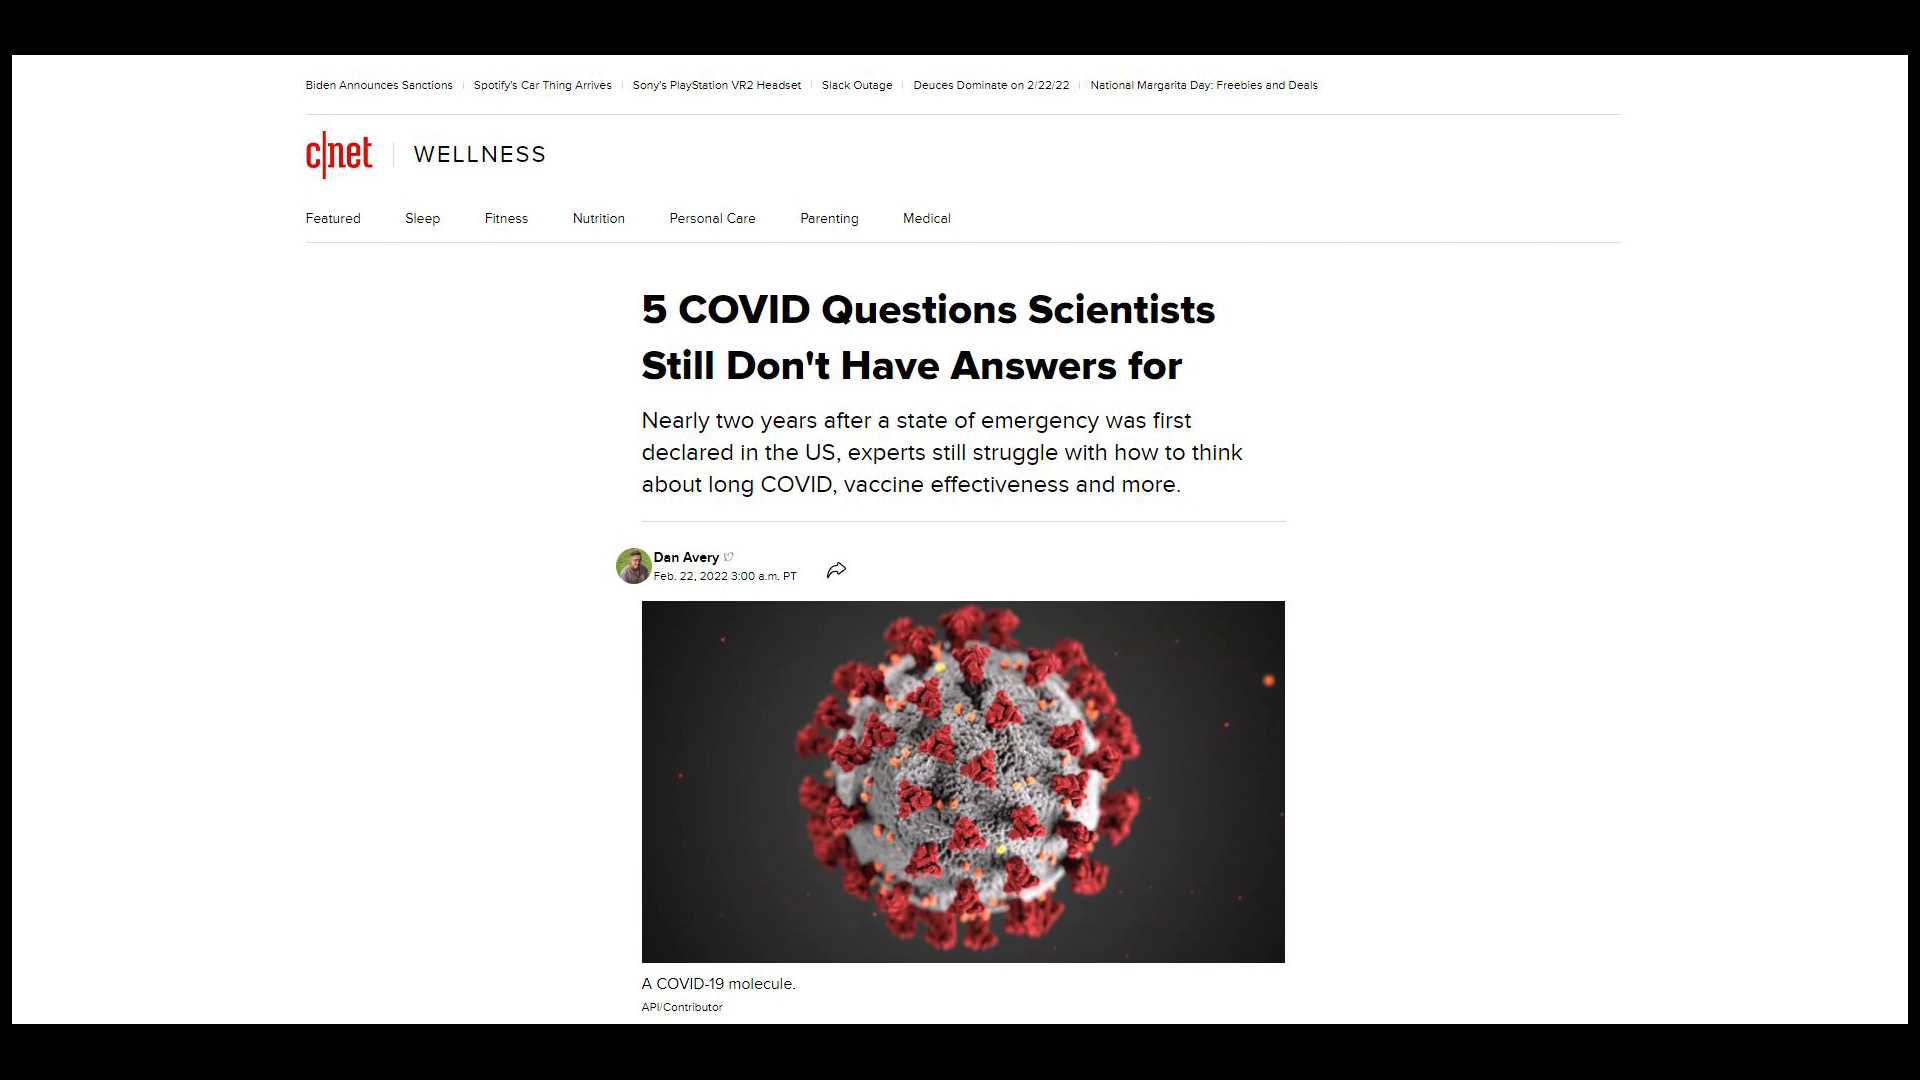 Biden Announces Sanctions | Spotify's Car Thing Arrives | Sony's PlayStation VR2 Headset | Slack Outage | Deuces Dominate on 2/22/22 | National Margarita Day: Freebies and Deals
c|net | WELLNESS
Featured Sleep Fitness Nutrition Personal Care Parenting Medical
5 COVID Questions Scientists
Still Don't Have Answers for
Nearly two years after a state of emergency was first
declared in the US, experts still struggle with how to think
about long COVID, vaccine effectiveness and more.
Dan Avery
Feb. 22, 2022 3:00 a.m. PT
A COVID-19 molecule.
API/Contributor